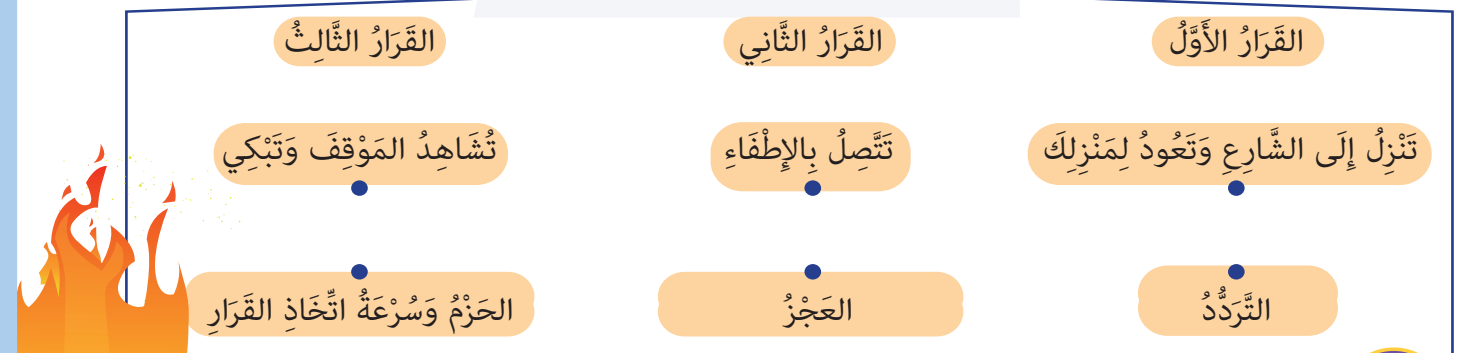 القَرَارُ الأَوَّلُ
القَرَارُ الثَّانِي
القَرَارُ الثَّالِثُ
تَنْزِلُ إِلَى الشَّارِعِ وَتَعُودُ لِمَنْزِلِكَ
تَتَّصِلُ بِالإِطْفَاءِ
تُشَاهِدُ المَوْقِفَ وَتَبْكِي
التَّرَدُّدُ
العَجْزُ
الحَزْمُ وَسُرْعَةُ اتِّخَاذِ القَرَارِ